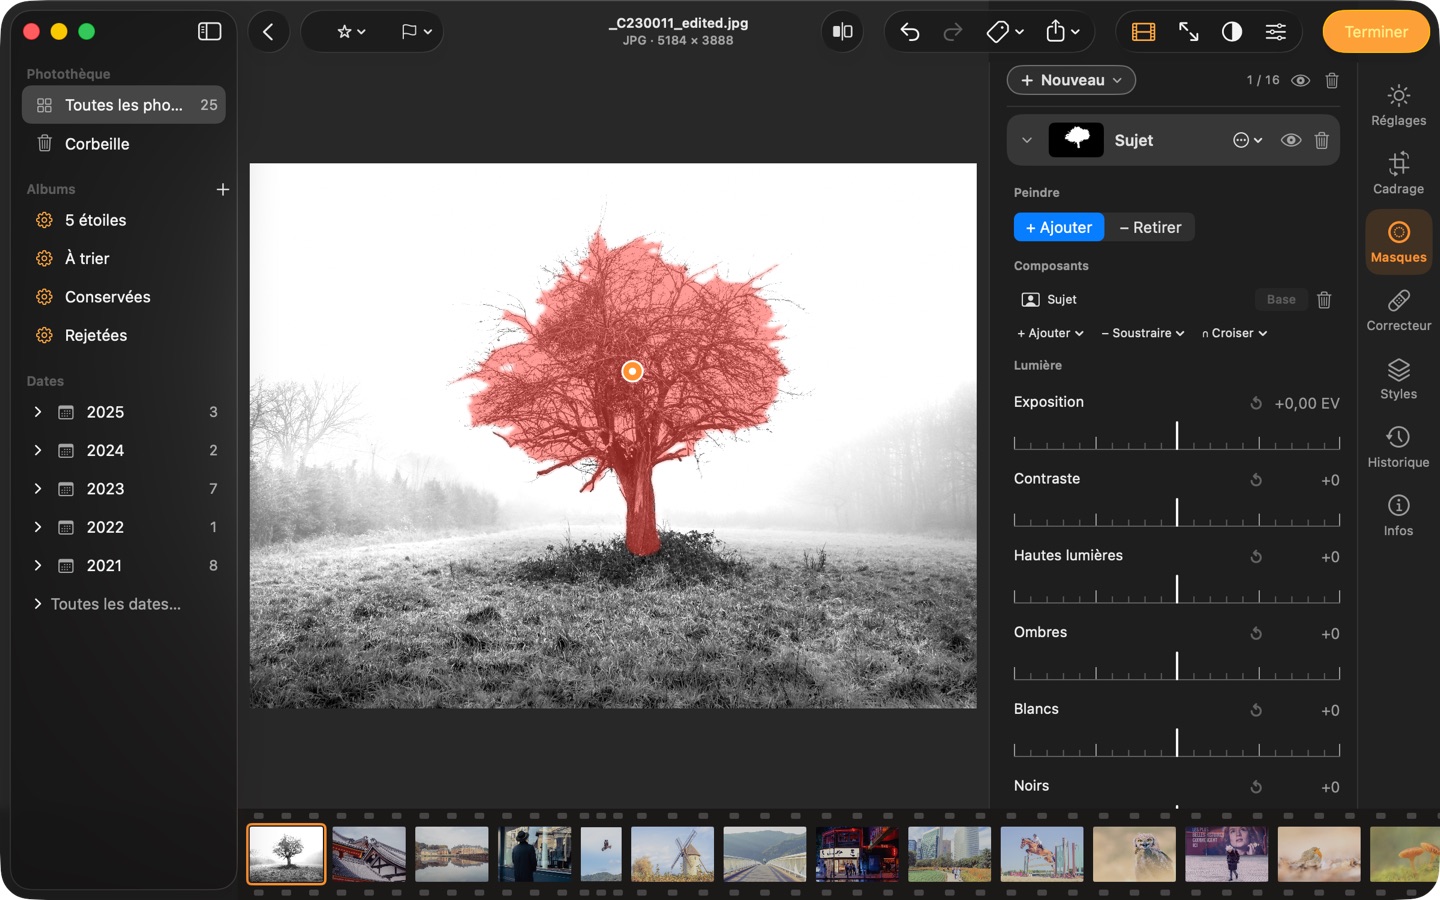 _C230011_edited.jpg
JPG · 5184 × 3888
Terminer
Photothèque
Toutes les pho... 25
Corbeille
Albums
5 étoiles
À trier
Conservées
Rejetées
Dates
2025 3
2024 2
2023 7
2022 1
2021 8
Toutes les dates...
+ Nouveau
1 / 16
Sujet
Peindre
+ Ajouter
– Retirer
Composants
Sujet
Base
+ Ajouter
– Soustraire
∩ Croiser
Lumière
Exposition +0,00 EV
Contraste +0
Hautes lumières +0
Ombres +0
Blancs +0
Noirs +0
Réglages
Cadrage
Masques
Correcteur
Styles
Historique
Infos